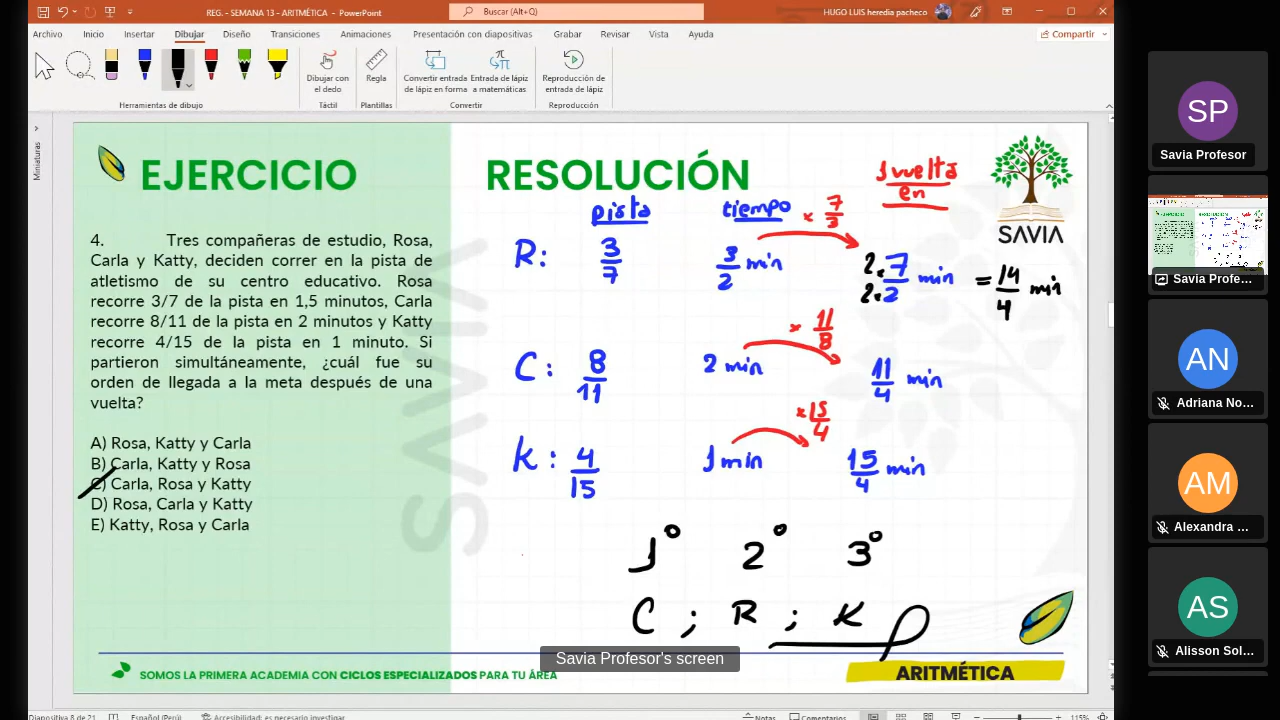 REG. - SEMANA 13 - ARITMÉTICA - PowerPoint
Buscar (Alt+Q)
HUGO LUIS heredia pacheco
Archivo Inicio Insertar Dibujar Diseño Transiciones Animaciones Presentación con diapositivas Grabar Revisar Vista Ayuda
Compartir
Dibujar con el dedo
Regla
Convertir entrada de lápiz en forma
Entrada de lápiz a matemáticas
Reproducción de entrada de lápiz
Herramientas de dibujo Táctil Plantillas Convertir Reproducción
Miniaturas
EJERCICIO
4. Tres compañeras de estudio, Rosa,
Carla y Katty, deciden correr en la pista de
atletismo de su centro educativo. Rosa
recorre 3/7 de la pista en 1,5 minutos, Carla
recorre 8/11 de la pista en 2 minutos y Katty
recorre 4/15 de la pista en 1 minuto. Si
partieron simultáneamente, ¿cuál fue su
orden de llegada a la meta después de una
vuelta?
A) Rosa, Katty y Carla
B) Carla, Katty y Rosa
C) Carla, Rosa y Katty
D) Rosa, Carla y Katty
E) Katty, Rosa y Carla
RESOLUCIÓN
pista tiempo 1 vuelta en
R: 3/7 3/2 min × 7/3 2.7/2.2 min = 14/4 min
C: 8/11 2 min × 11/8 11/4 min
K: 4/15 1 min × 15/4 15/4 min
1° 2° 3°
C ; R ; K
SAVIA
SAVIA
Savia Profesor's screen
SOMOS LA PRIMERA ACADEMIA CON CICLOS ESPECIALIZADOS PARA TU ÁREA
ARITMÉTICA
Diapositiva 8 de 21 Español (Perú) Accesibilidad: es necesario investigar Notas Comentarios 115%
SP
Savia Profesor
Savia Profe...
AN
Adriana No...
AM
Alexandra ...
AS
Alisson Sol...